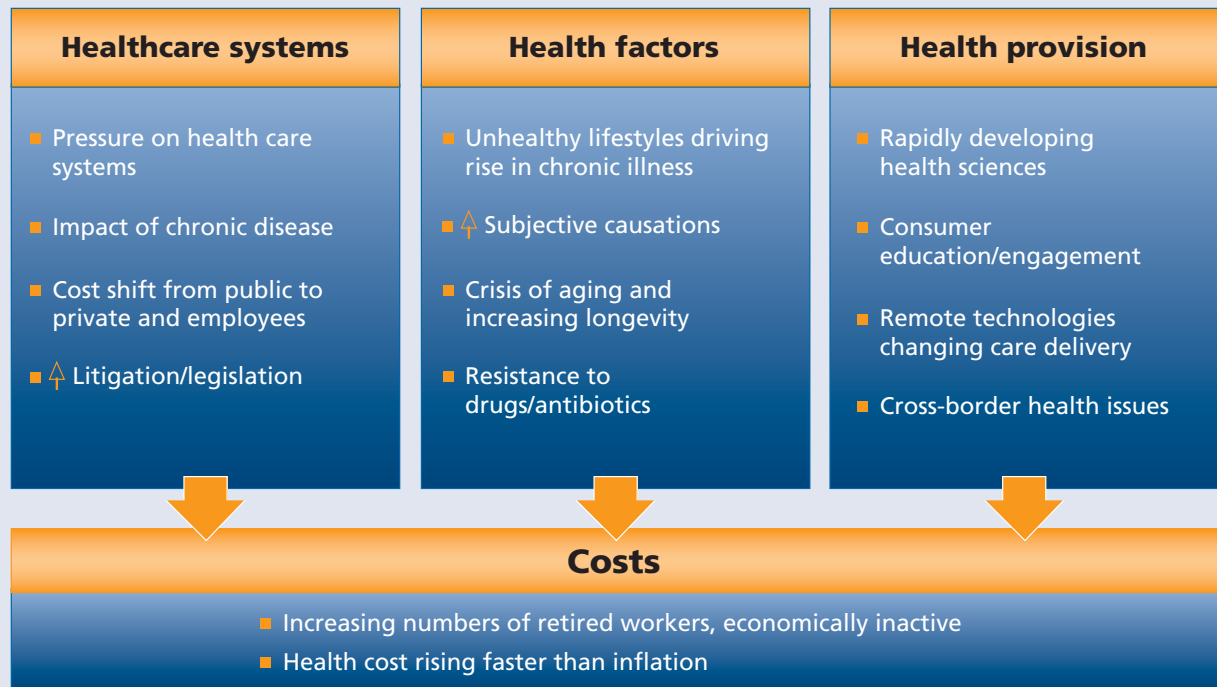 Healthcare systems
Pressure on health care
systems
Impact of chronic disease
Cost shift from public to
private and employees
Litigation/legislation
Health factors
Unhealthy lifestyles driving
rise in chronic illness
Subjective causations
Crisis of aging and
increasing longevity
Resistance to
drugs/antibiotics
Health provision
Rapidly developing
health sciences
Consumer
education/engagement
Remote technologies
changing care delivery
Cross-border health issues
Costs
Increasing numbers of retired workers, economically inactive
Health cost rising faster than inflation